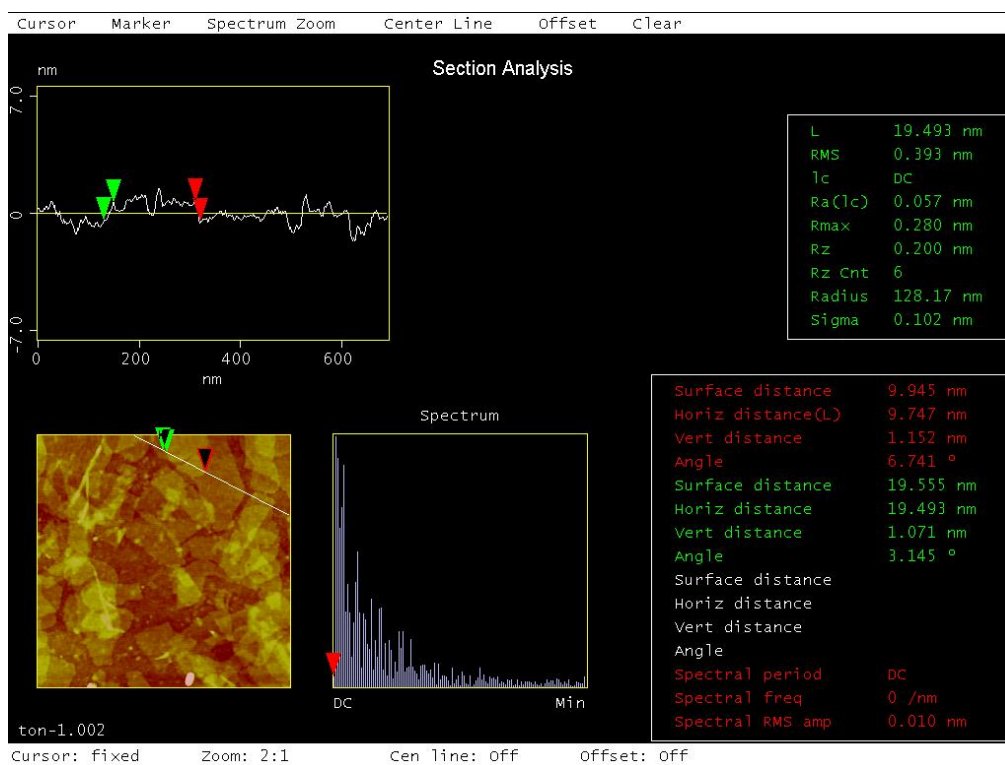 Cursor Marker Spectrum Zoom Center Line Offset Clear
Section Analysis
nm
7.0
0
-7.0
0 200 400 600
nm
L 19.493 nm
RMS 0.393 nm
lc DC
Ra(lc) 0.057 nm
Rmax 0.280 nm
Rz 0.200 nm
Rz Cnt 6
Radius 128.17 nm
Sigma 0.102 nm
Spectrum
DC Min
Surface distance 9.945 nm
Horiz distance(L) 9.747 nm
Vert distance 1.152 nm
Angle 6.741 °
Surface distance 19.555 nm
Horiz distance 19.493 nm
Vert distance 1.071 nm
Angle 3.145 °
Surface distance
Horiz distance
Vert distance
Angle
Spectral period DC
Spectral freq 0 /nm
Spectral RMS amp 0.010 nm
ton-1.002
Cursor: fixed Zoom: 2:1 Cen line: Off Offset: Off